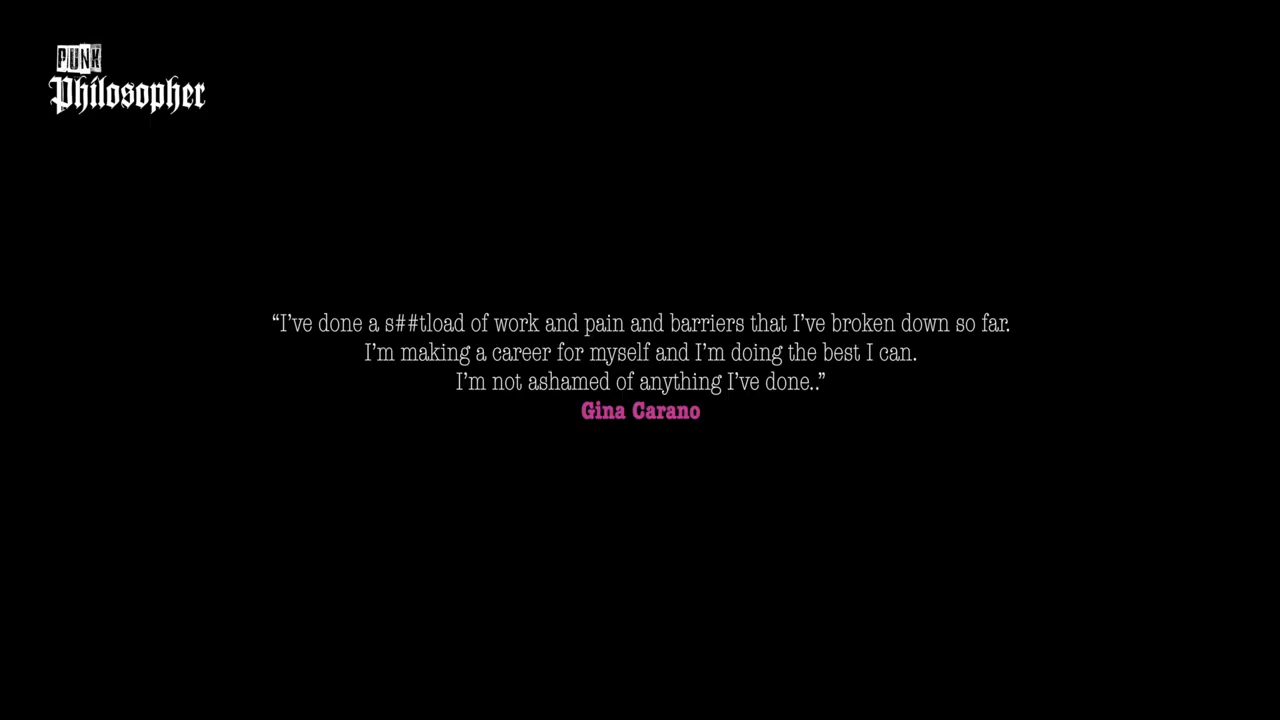 PUNK
Philosopher
“I’ve done a s##tload of work and pain and barriers that I’ve broken down so far.
I’m making a career for myself and I’m doing the best I can.
I’m not ashamed of anything I’ve done..”
Gina Carano